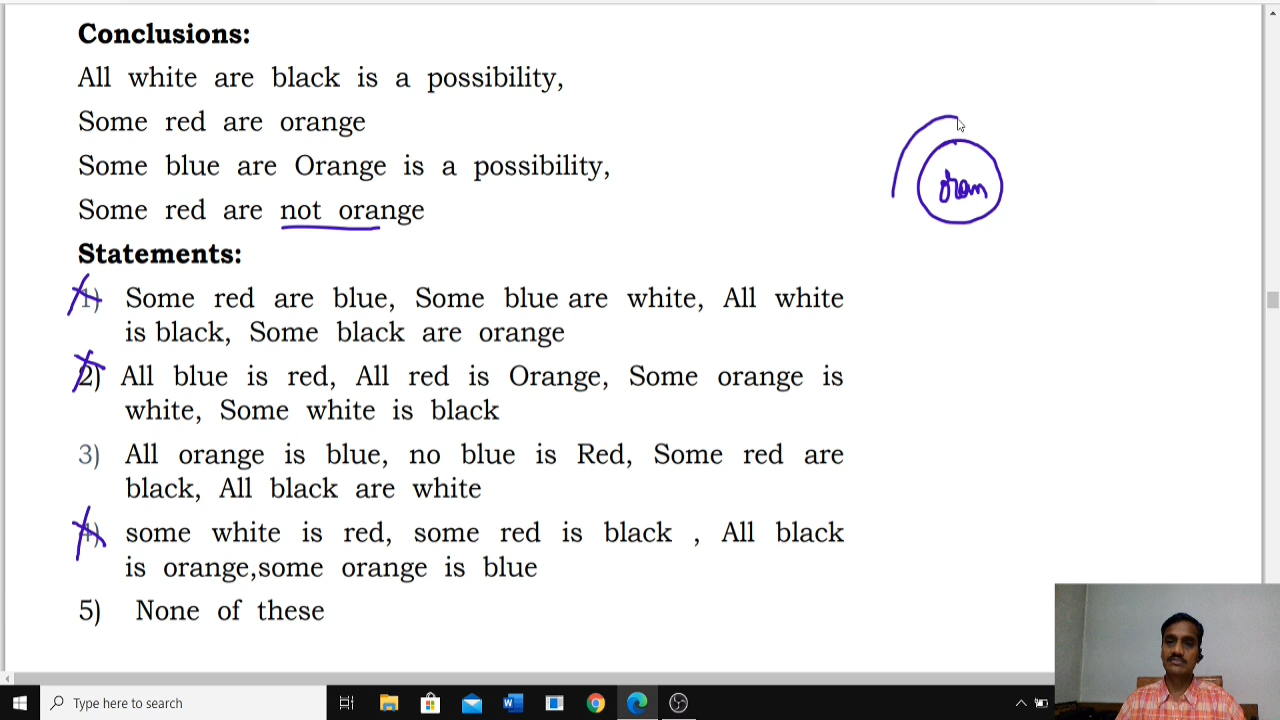 Conclusions:
All white are black is a possibility,
Some red are orange
Some blue are Orange is a possibility,
Some red are not orange
Statements:
1) Some red are blue, Some blue are white, All white
is black, Some black are orange
2) All blue is red, All red is Orange, Some orange is
white, Some white is black
3) All orange is blue, no blue is Red, Some red are
black, All black are white
4) some white is red, some red is black , All black
is orange,some orange is blue
5) None of these
Type here to search